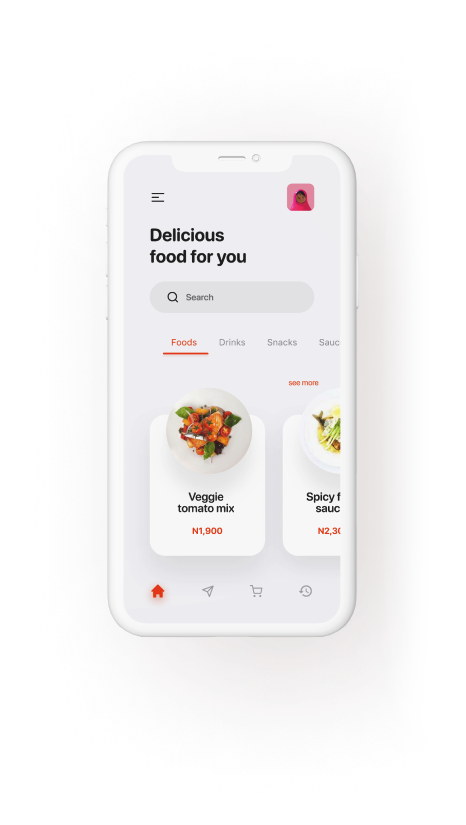 Delicious
food for you
Search
Foods Drinks Snacks Sauc
see more
Veggie
tomato mix
N1,900
Spicy f
sauc
N2,30